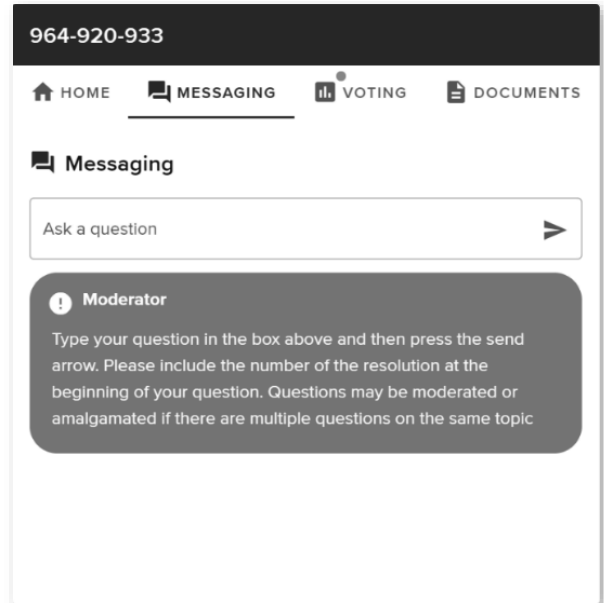 964-920-933
HOME MESSAGING VOTING DOCUMENTS
Messaging
Ask a question
Moderator
Type your question in the box above and then press the send
arrow. Please include the number of the resolution at the
beginning of your question. Questions may be moderated or
amalgamated if there are multiple questions on the same topic